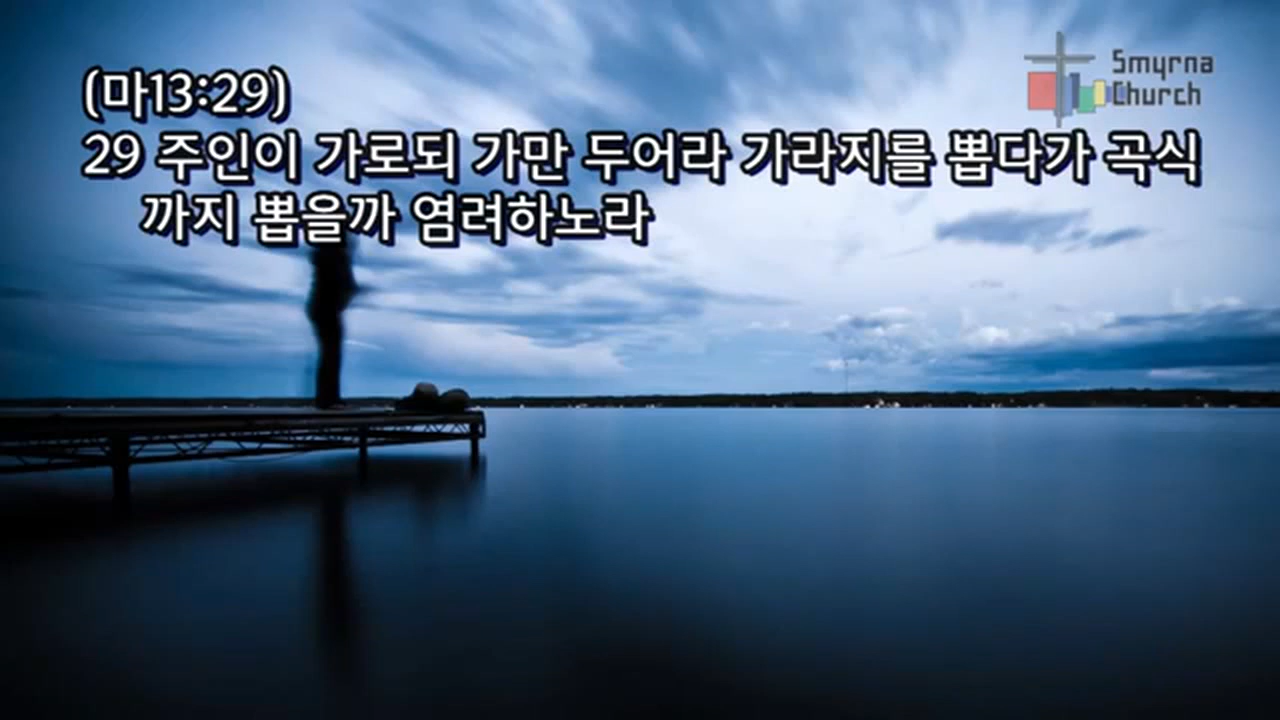 (마13:29)
Smyrna
Church
29 주인이 가로되 가만 두어라 가라지를 뽑다가 곡식
까지 뽑을까 염려하노라